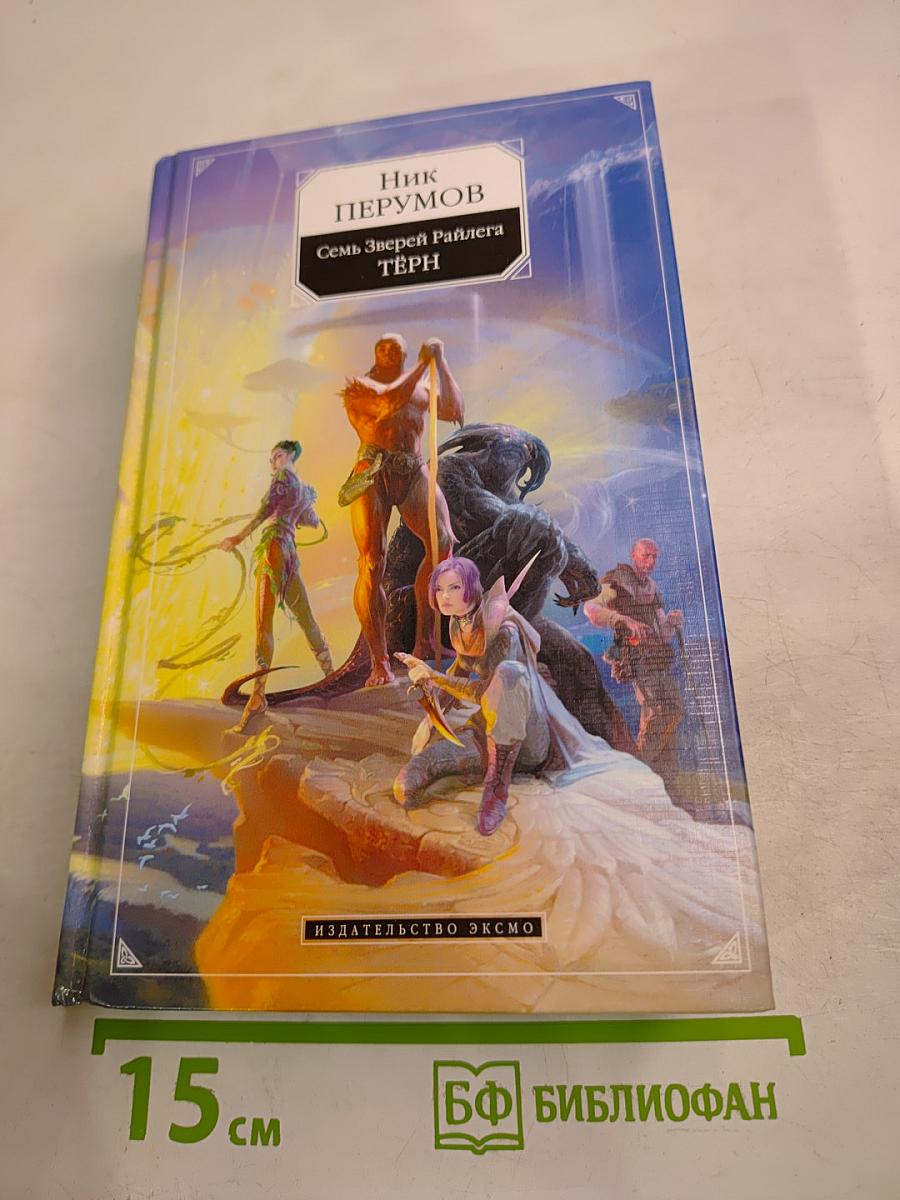 Ник
ПЕРУМОВ
Семь Зверей Райлега
ТЁРН
ИЗДАТЕЛЬСТВО ЭКСМО
15 см
БФ БИБЛИОФАН